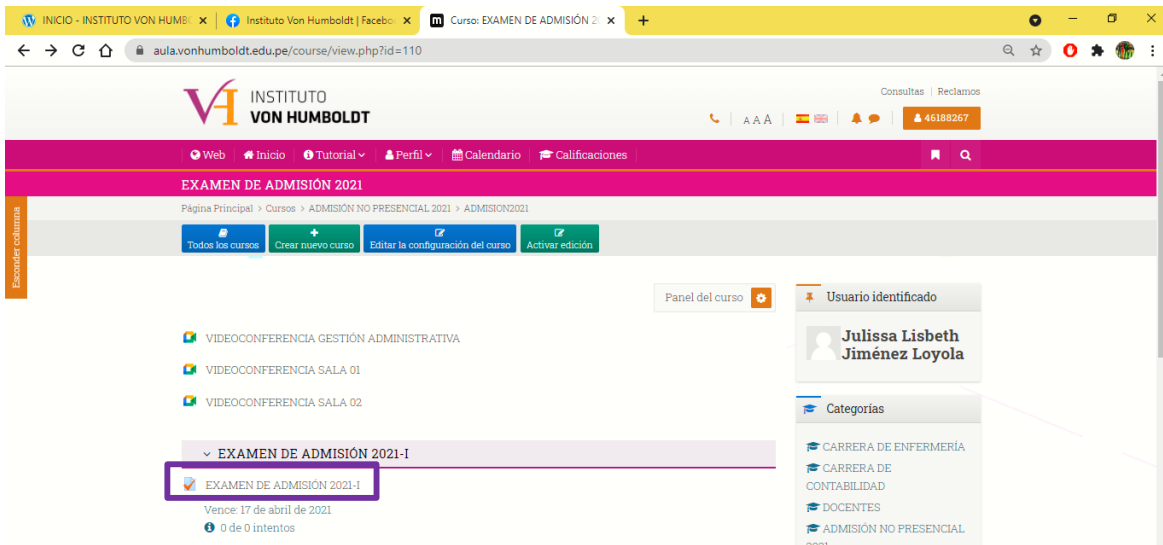 INICIO - INSTITUTO VON HUMBO
Instituto Von Humboldt | Facebo
Curso: EXAMEN DE ADMISIÓN 2
aula.vonhumboldt.edu.pe/course/view.php?id=110
INSTITUTO
VON HUMBOLDT
Consultas | Reclamos
A A A
46188267
Web
Inicio
Tutorial
Perfil
Calendario
Calificaciones
EXAMEN DE ADMISIÓN 2021
Página Principal > Cursos > ADMISIÓN NO PRESENCIAL 2021 > ADMISION2021
Esconder columna
Todos los cursos
Crear nuevo curso
Editar la configuración del curso
Activar edición
Panel del curso
VIDEOCONFERENCIA GESTIÓN ADMINISTRATIVA
VIDEOCONFERENCIA SALA 01
VIDEOCONFERENCIA SALA 02
EXAMEN DE ADMISIÓN 2021-I
EXAMEN DE ADMISIÓN 2021-I
Vence: 17 de abril de 2021
0 de 0 intentos
Usuario identificado
Julissa Lisbeth
Jiménez Loyola
Categorías
CARRERA DE ENFERMERÍA
CARRERA DE
CONTABILIDAD
DOCENTES
ADMISIÓN NO PRESENCIAL
2021